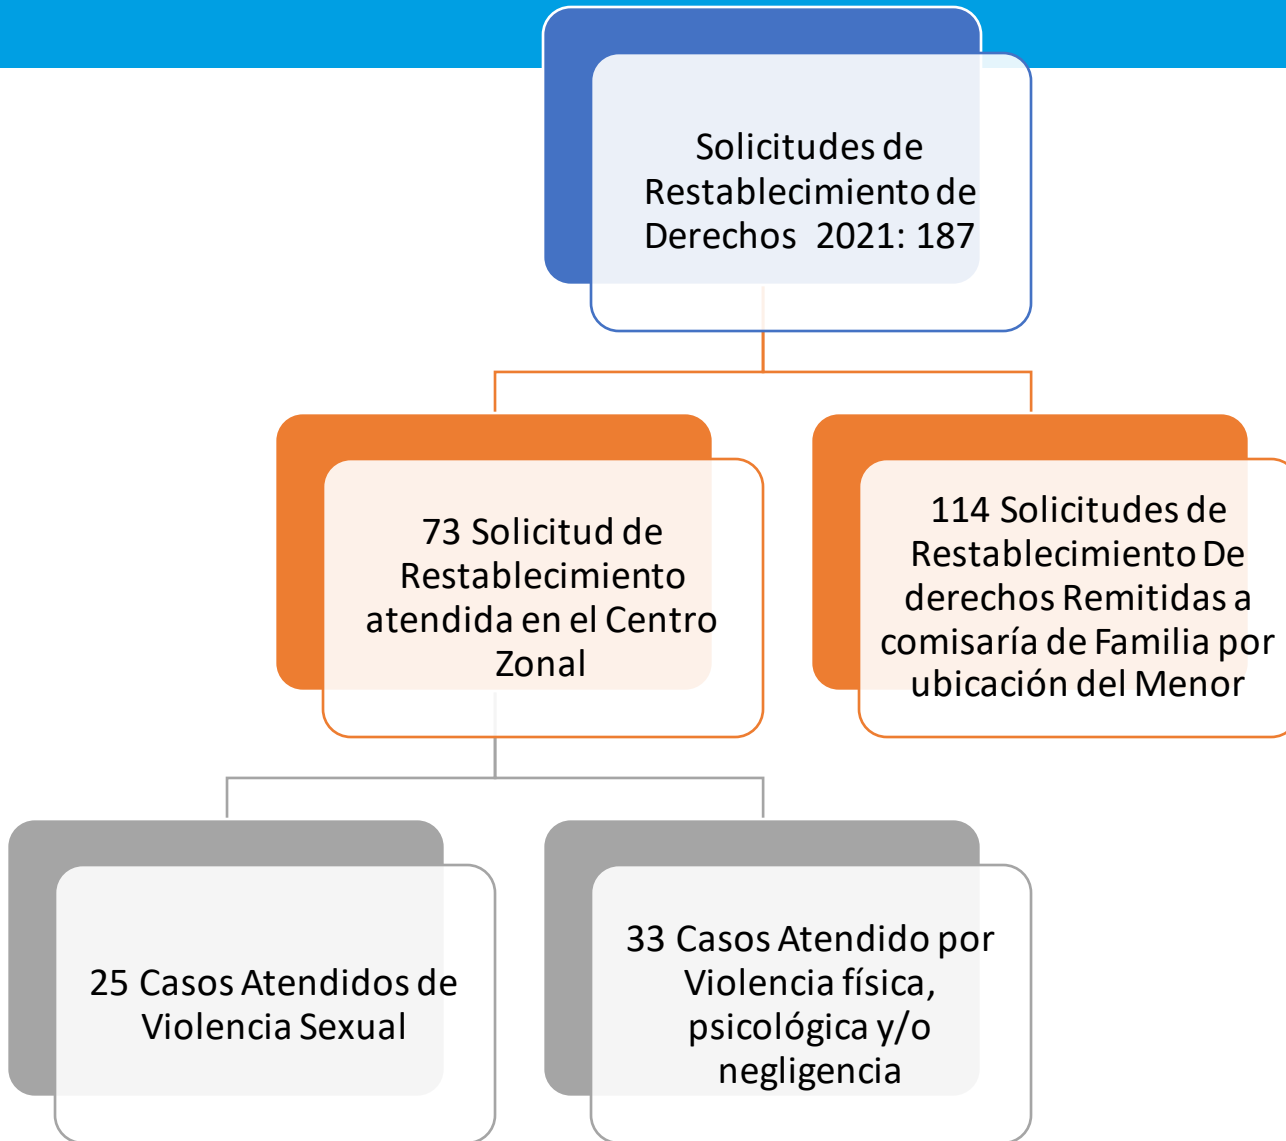 Solicitudes de
Restablecimiento de
Derechos 2021: 187
73 Solicitud de
Restablecimiento
atendida en el Centro
Zonal
114 Solicitudes de
Restablecimiento De
derechos Remitidas a
comisaría de Familia por
ubicación del Menor
25 Casos Atendidos de
Violencia Sexual
33 Casos Atendido por
Violencia física,
psicológica y/o
negligencia